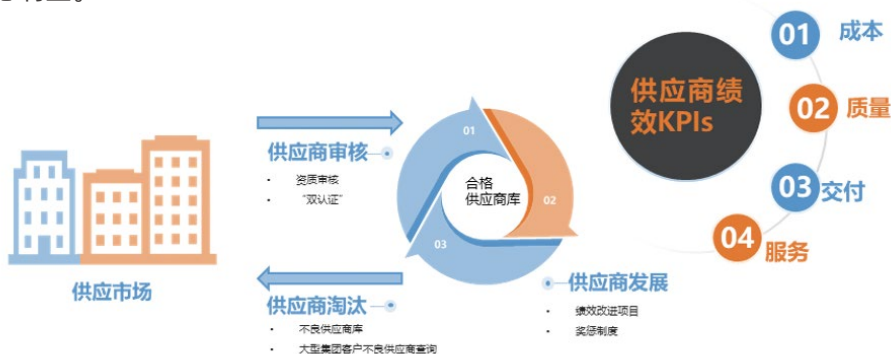 供应商绩
效KPIs
01 成本
02 质量
03 交付
04 服务
供应市场
供应商审核
· 资质审核
· “双认证”
01
02
03
合格
供应商库
供应商淘汰
· 不良供应商库
· 大型集团客户不良供应商查询
供应商发展
· 绩效改进项目
· 奖惩制度